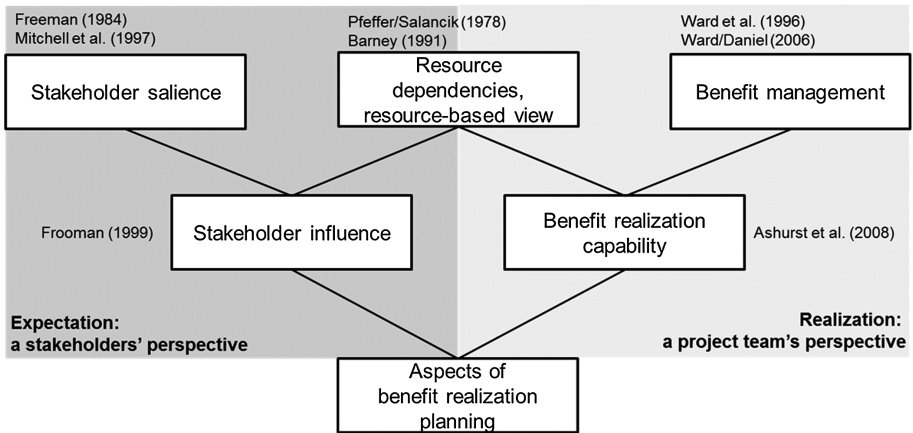 Freeman (1984)
Mitchell et al. (1997)
Stakeholder salience
Pfeffer/Salancik (1978)
Barney (1991)
Resource
dependencies,
resource-based view
Ward et al. (1996)
Ward/Daniel (2006)
Benefit management
Frooman (1999)
Stakeholder influence
Benefit realization
capability
Ashurst et al. (2008)
Expectation:
a stakeholders’ perspective
Realization:
a project team’s perspective
Aspects of
benefit realization
planning